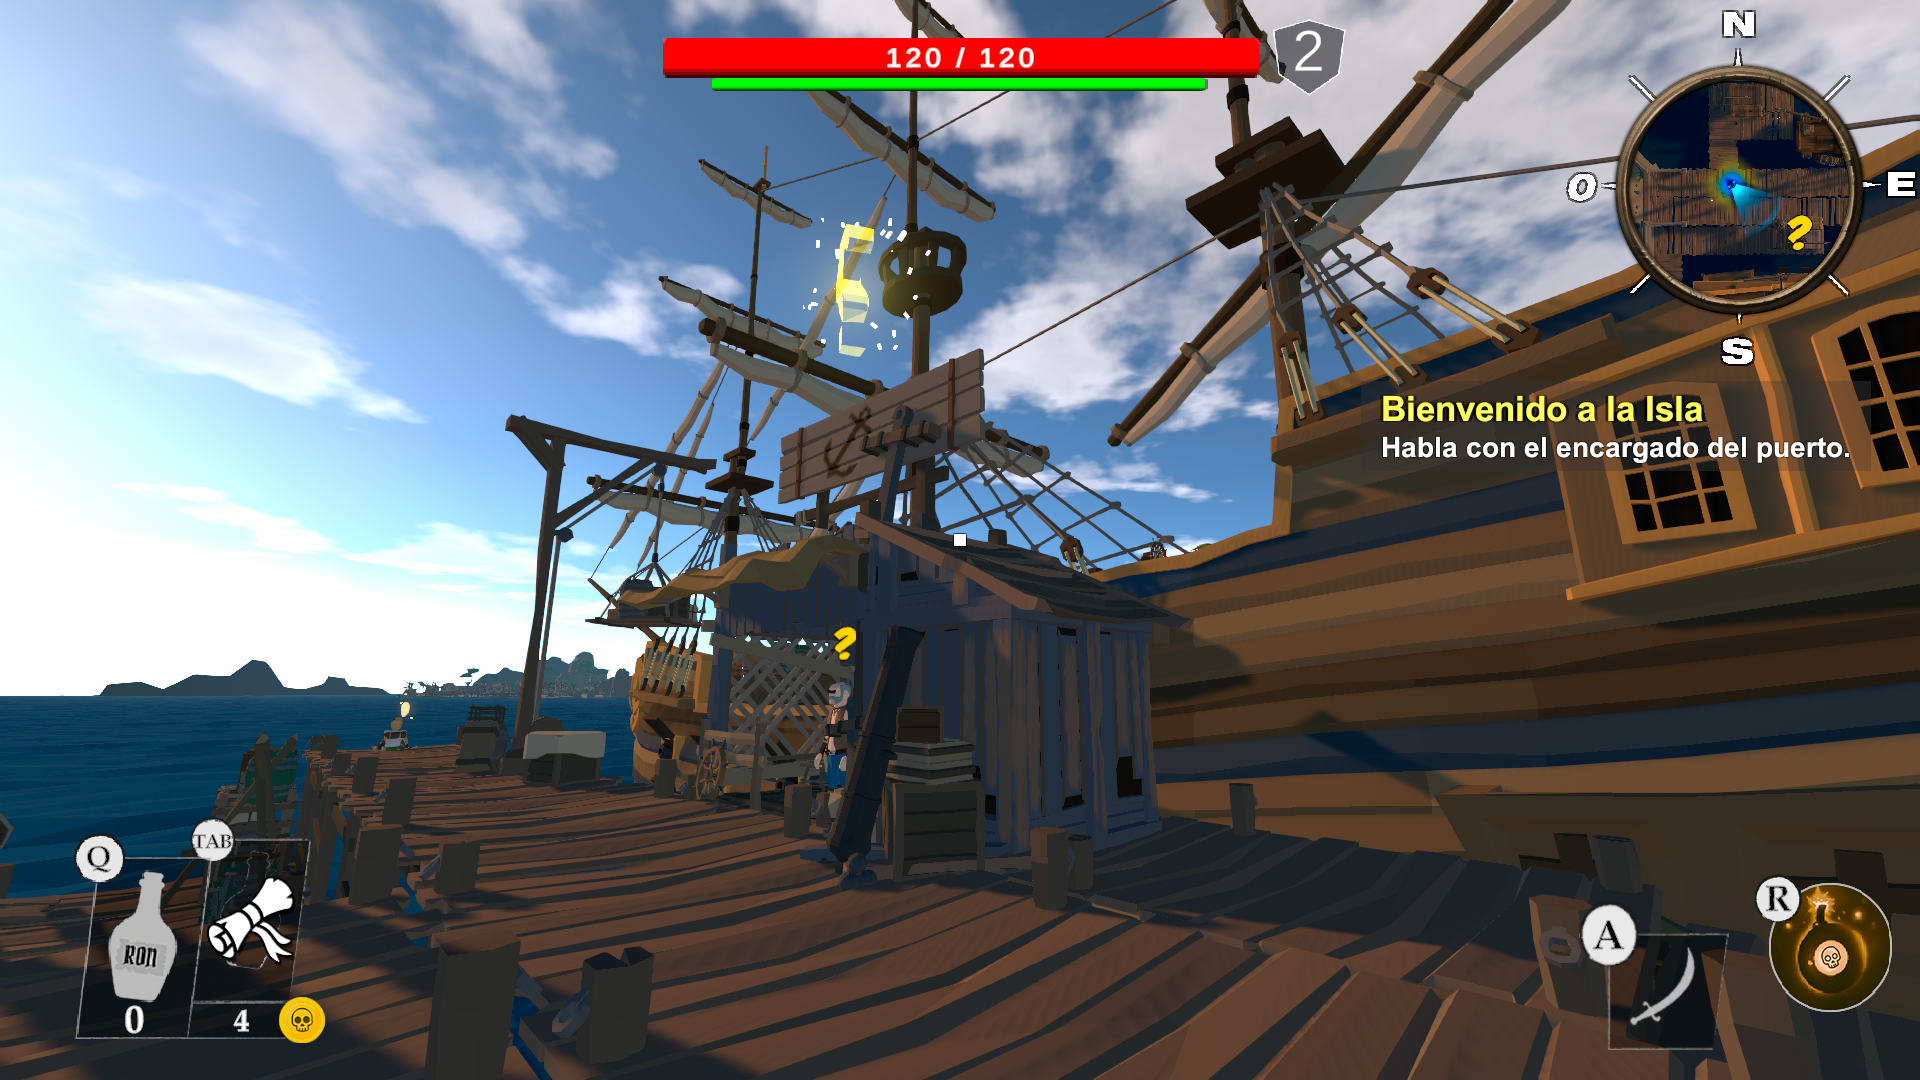 120 / 120
2
N
O
E
S
?
Bienvenido a la Isla
Habla con el encargado del puerto.
?
Q
TAB
RON
0
4
A
R